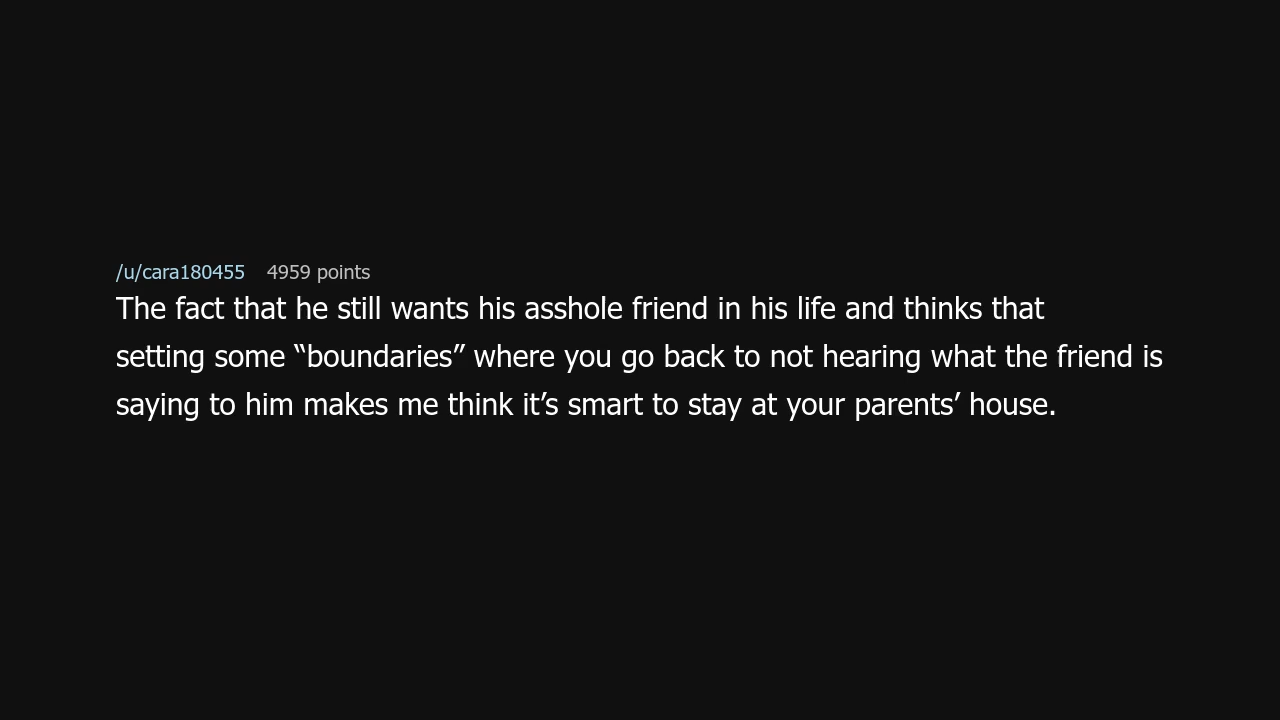 /u/cara180455 4959 points
The fact that he still wants his asshole friend in his life and thinks that
setting some “boundaries” where you go back to not hearing what the friend is
saying to him makes me think it’s smart to stay at your parents’ house.